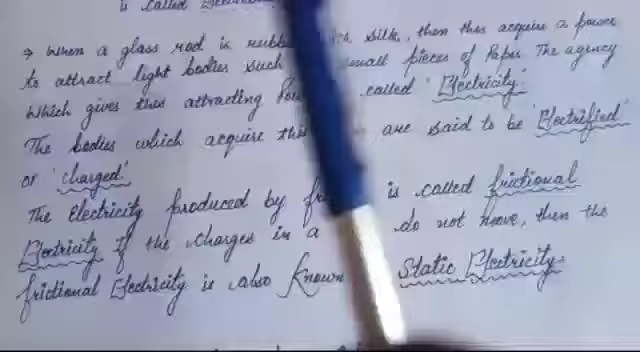 is called
→ When a glass rod is rubb silk, then this acquire a power
to attract light bodies such small pieces of Paper. The agency
Which gives this attracting called 'Electricity'.
The bodies which acquire this are said to be 'Electrified'
or 'charged'.
The Electricity produced by is called frictional
Electricity If the charges in a do not move, then the
frictional Electricity is also Known Static Electricity.